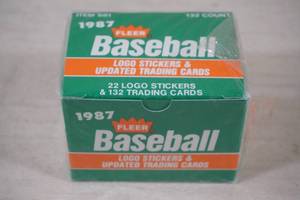 ITEM 581 132 COUNT
1987
FLEER
Baseball
LOGO STICKERS &
UPDATED TRADING CARDS
22 LOGO STICKERS
& 132 TRADING CARDS
1987
FLEER
Baseball
LOGO STICKERS &
UPDATED TRADING CARDS